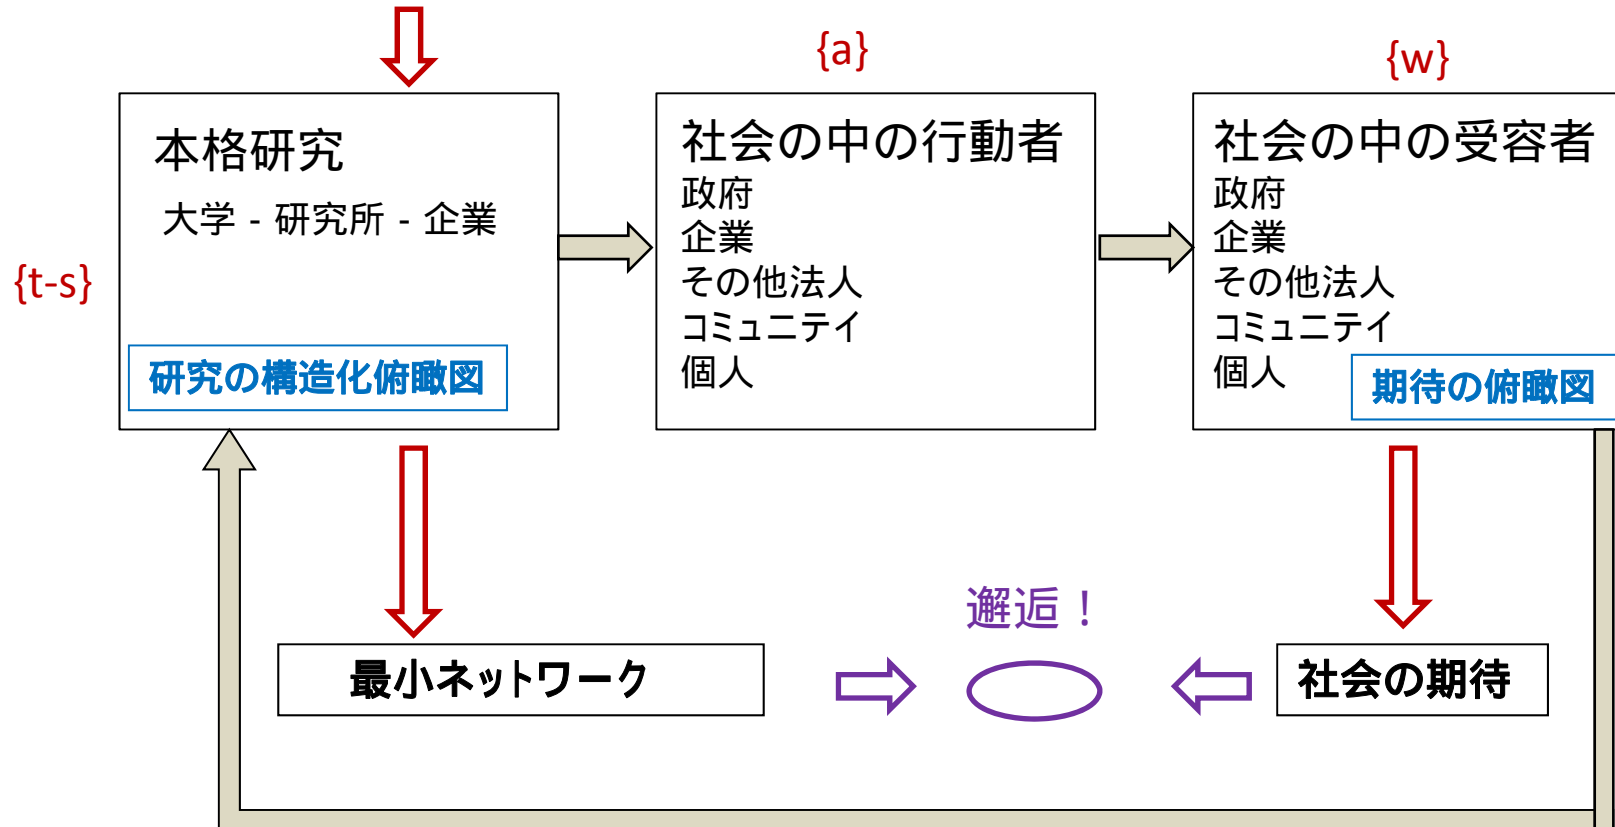 {a}
{w}
本格研究
大学 - 研究所 - 企業
{t-s}
研究の構造化俯瞰図
社会の中の行動者
政府
企業
その他法人
コミュニテイ
個人
社会の中の受容者
政府
企業
その他法人
コミュニテイ
個人
期待の俯瞰図
邂逅！
最小ネットワーク
社会の期待